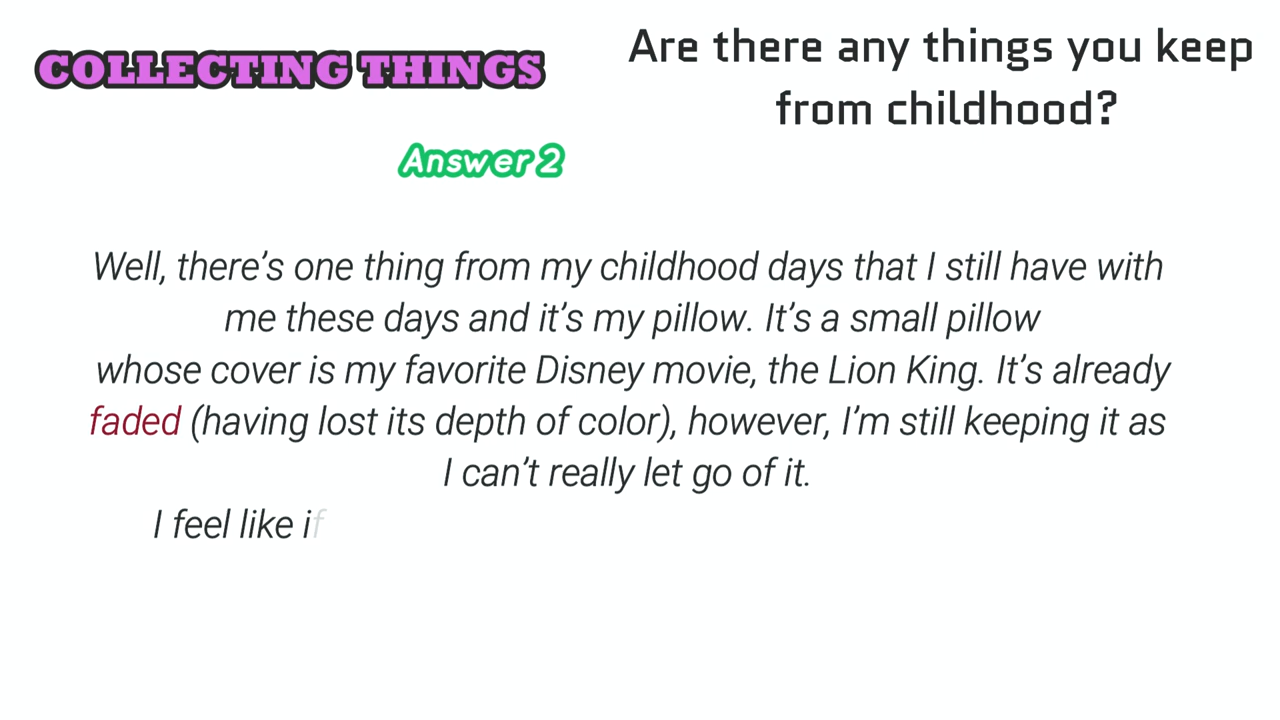 COLLECTING THINGS
Are there any things you keep
from childhood?
Answer 2
Well, there's one thing from my childhood days that I still have with
me these days and it's my pillow. It's a small pillow
whose cover is my favorite Disney movie, the Lion King. It's already
faded (having lost its depth of color), however, I'm still keeping it as
I can't really let go of it.
I feel like if